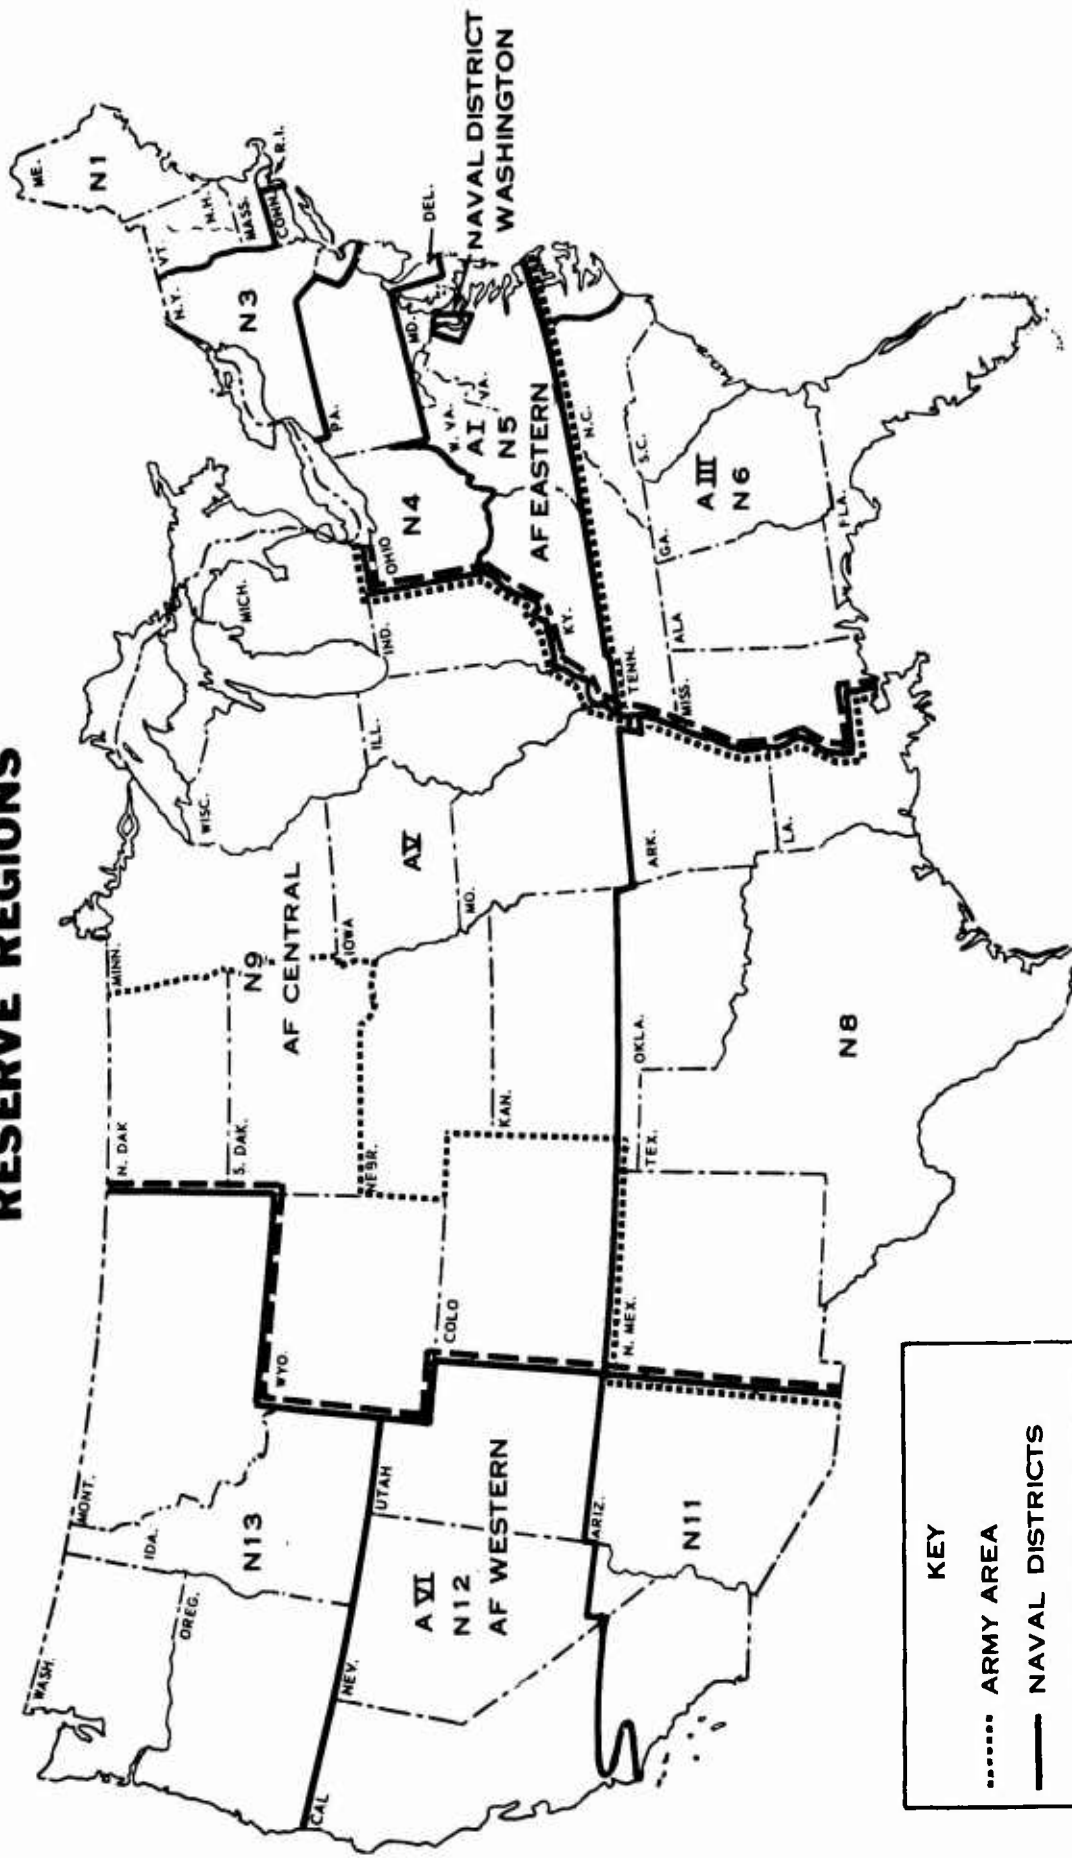 RESERVE REGIONS
WASH.
MONT.
N. DAK
MINN.
ME.
N1
VT.
N.H.
MASS.
CONN.
R.I.
N.Y.
N3
OREG.
IDA.
N13
WYO.
S. DAK.
N9
AF CENTRAL
WISC.
MICH.
PA.
CAL
NEV.
UTAH
A VI
N12
AF WESTERN
COLO
NEBR.
IOWA
A V
ILL.
IND.
OHIO
N4
MD.
DEL.
NAVAL DISTRICT
WASHINGTON
W. VA.
VA.
A I
N5
AF EASTERN
KAN.
MO.
KY.
ARIZ.
N11
N. MEX.
TEX.
OKLA.
ARK.
TENN.
N.C.
S.C.
N8
LA.
MISS.
ALA
GA.
A III
N6
FLA.
KEY
ARMY AREA
NAVAL DISTRICTS